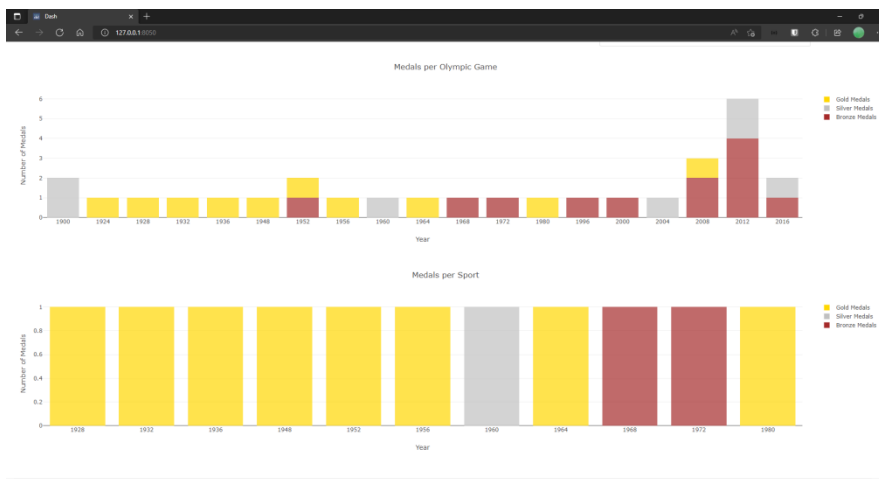 Dash
127.0.0.1:8050
Medals per Olympic Game
6
5
4
3
2
1
0
Number of Medals
1900 1924 1928 1932 1936 1948 1952 1956 1960 1964 1968 1972 1980 1996 2000 2004 2008 2012 2016
Year
Gold Medals
Silver Medals
Bronze Medals
Medals per Sport
1
0.8
0.6
0.4
0.2
0
Number of Medals
1928 1932 1936 1948 1952 1956 1960 1964 1968 1972 1980
Year
Gold Medals
Silver Medals
Bronze Medals